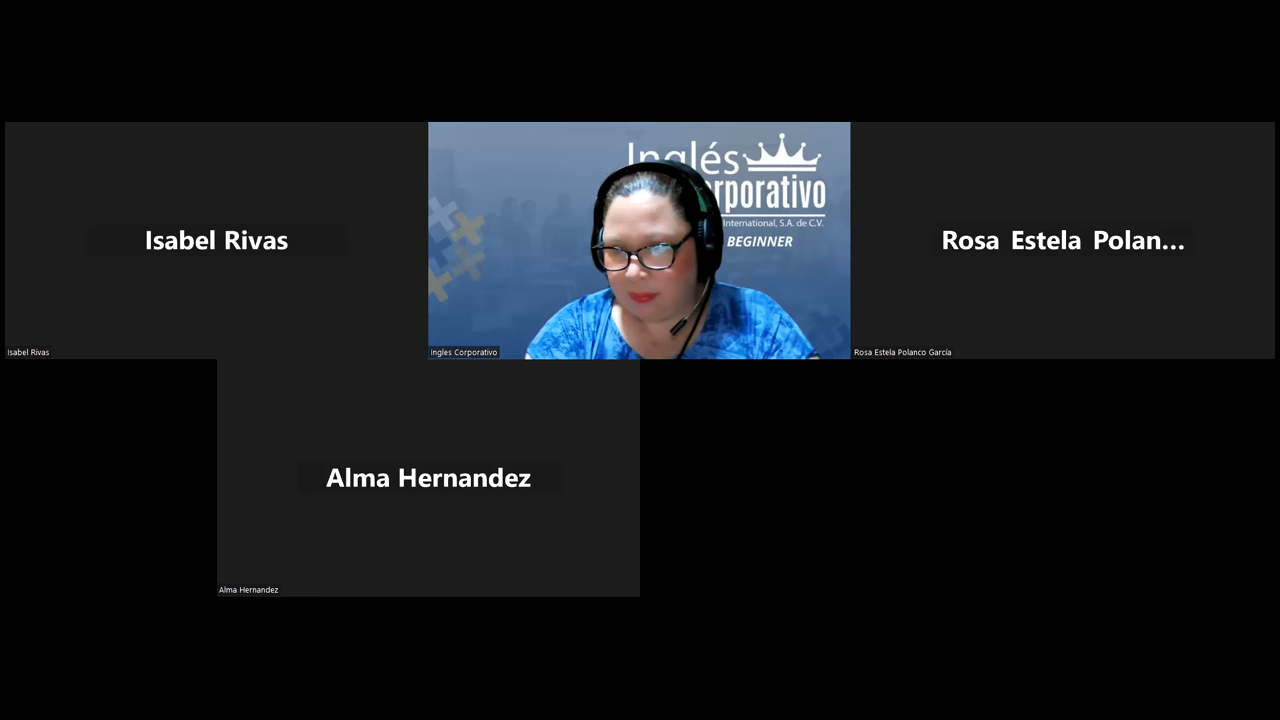 Isabel Rivas
Isabel Rivas
Inglés
orporativo
International, S.A. de C.V.
BEGINNER
Ingles Corporativo
Rosa Estela Polan...
Rosa Estela Polanco García
Alma Hernandez
Alma Hernandez